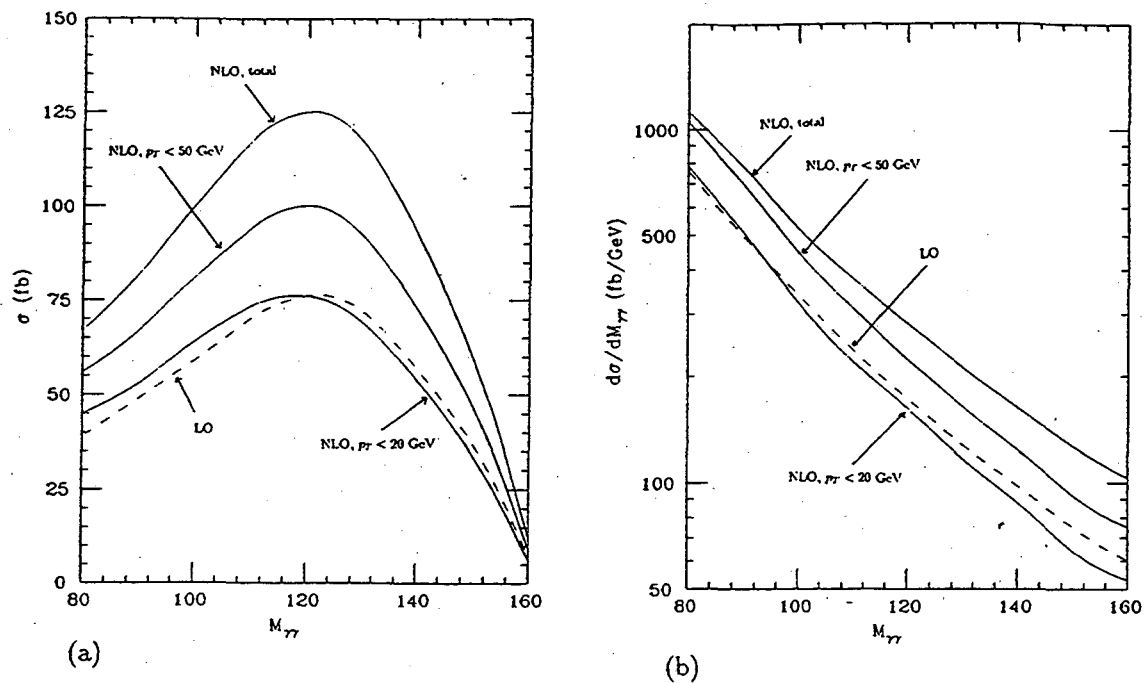 150
125
100
75
50
25
0
σ (fb)
NLO, total
NLO, pT < 50 GeV
LO
NLO, pT < 20 GeV
80 100 120 140 160
Mγγ
(a)
1000
500
100
50
dσ/dMγγ (fb/GeV)
NLO, total
NLO, pT < 50 GeV
LO
NLO, pT < 20 GeV
80 100 120 140 160
Mγγ
(b)